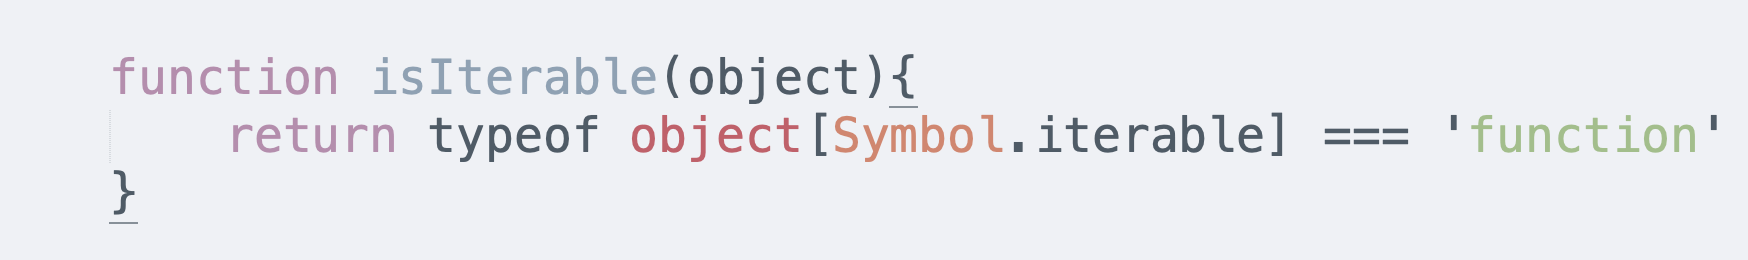 function isIterable(object){
    return typeof object[Symbol.iterable] === 'function'
}